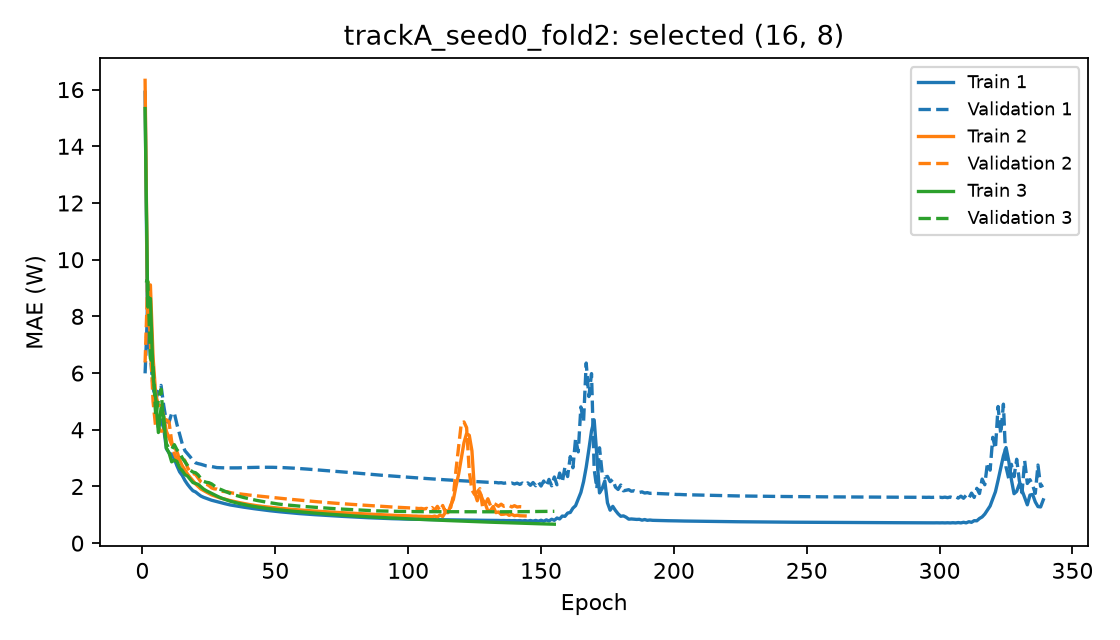 trackA_seed0_fold2: selected (16, 8)
MAE (W)
16
14
12
10
8
6
4
2
0
Train 1
Validation 1
Train 2
Validation 2
Train 3
Validation 3
0 50 100 150 200 250 300 350
Epoch